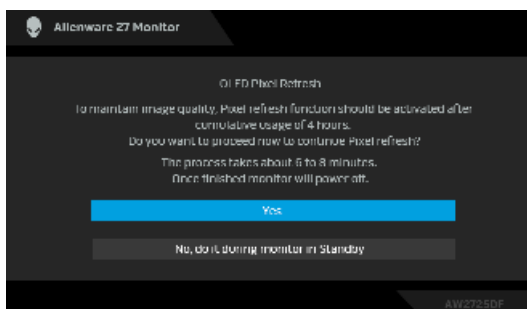 Alienware 27 Monitor
OLED Pixel Refresh
To maintain image quality, Pixel refresh function should be activated after
cumulative usage of 4 hours.
Do you want to proceed now to continue Pixel refresh?
The process takes about 6 to 8 minutes.
Once finished monitor will power off.
Yes
No, do it during monitor in Standby
AW2725DF